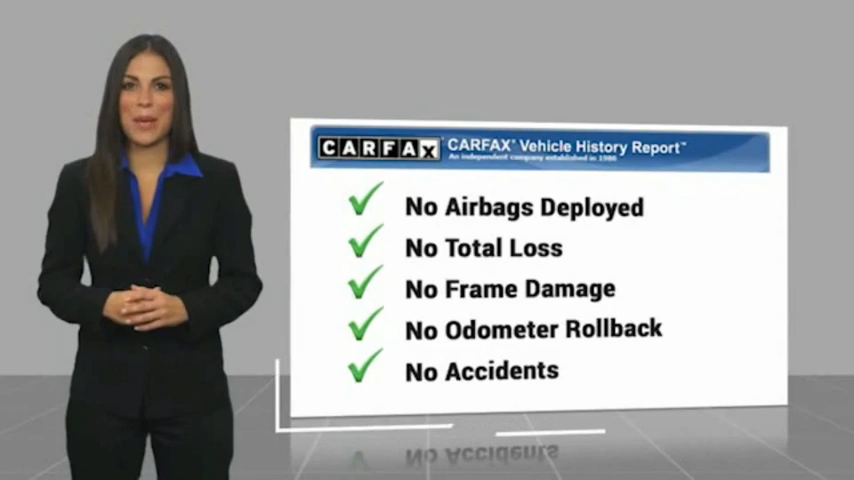 CARFAX CARFAX® Vehicle History Report™
An independent company established in 1986
No Airbags Deployed
No Total Loss
No Frame Damage
No Odometer Rollback
No Accidents